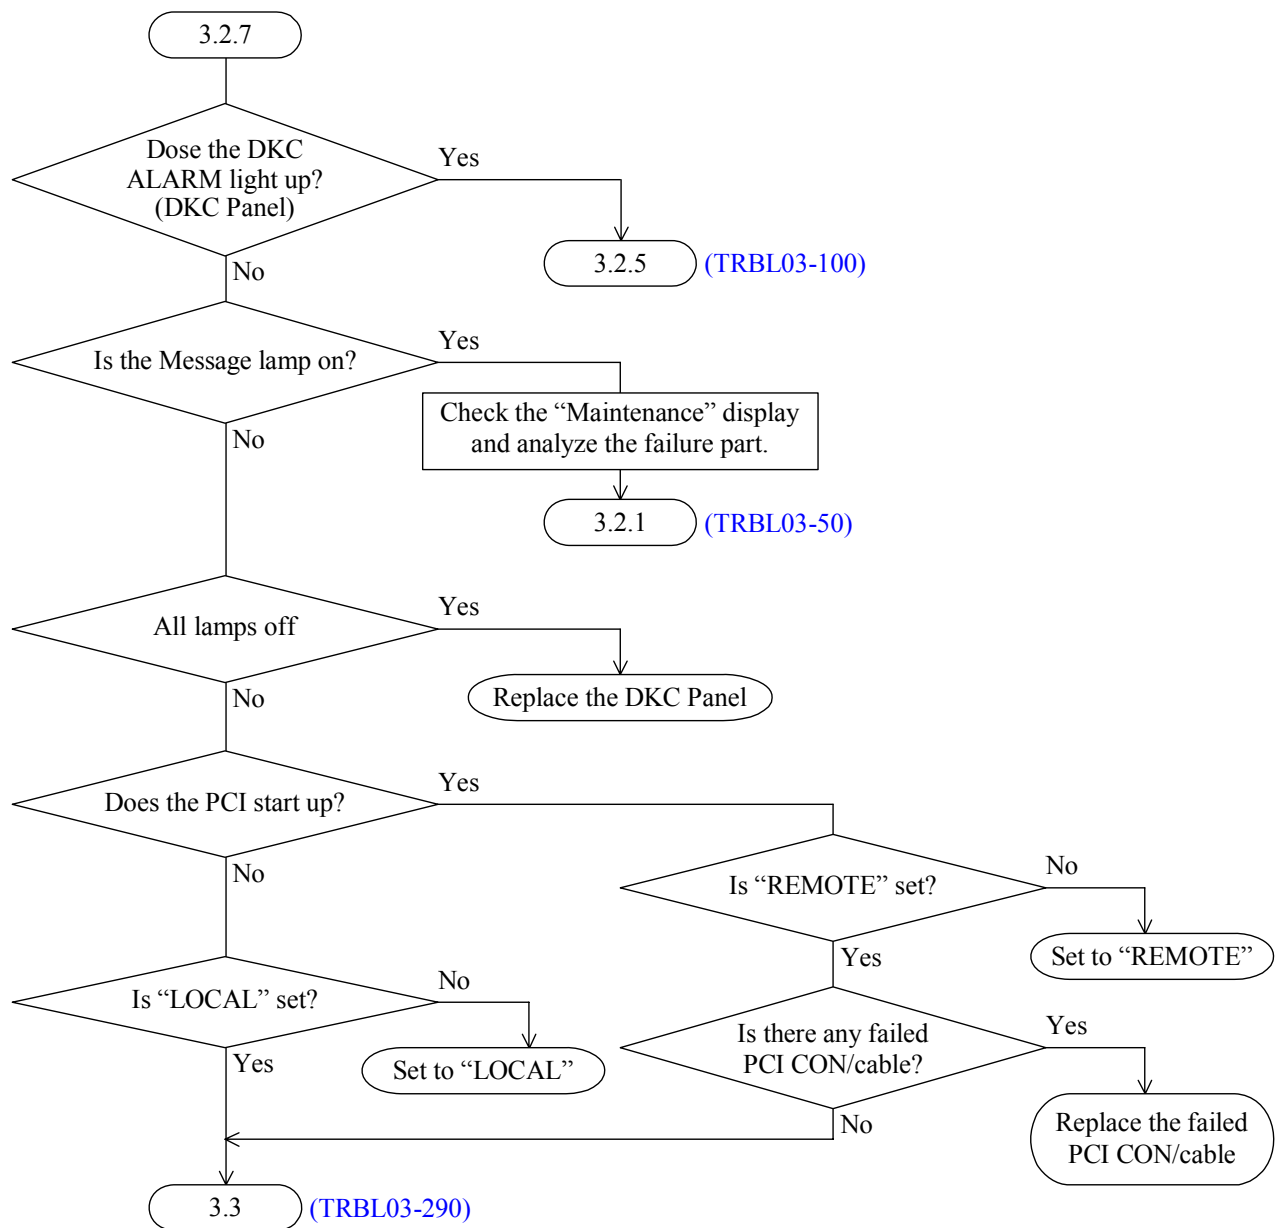 3.2.7
Dose the DKC
ALARM light up?
(DKC Panel)
Yes
3.2.5 (TRBL03-100)
No
Is the Message lamp on?
Yes
Check the “Maintenance” display
and analyze the failure part.
3.2.1 (TRBL03-50)
No
All lamps off
Yes
Replace the DKC Panel
No
Does the PCI start up?
Yes
No
Is “REMOTE” set?
No
Set to “REMOTE”
Yes
Is “LOCAL” set?
No
Set to “LOCAL”
Yes
Is there any failed
PCI CON/cable?
Yes
Replace the failed
PCI CON/cable
No
3.3 (TRBL03-290)